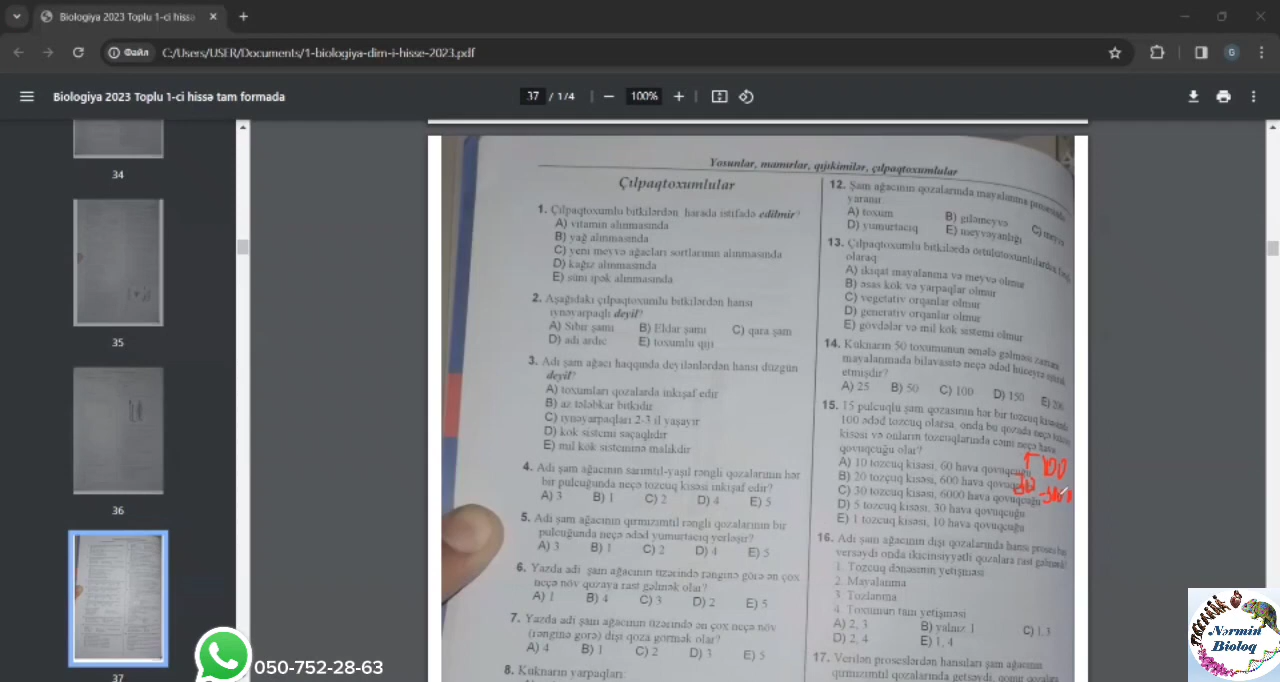 Biologiya 2023 Toplu 1-ci hissə
Файл
C:/Users/USER/Documents/1-biologiya-dim-i-hisse-2023.pdf
G
Biologiya 2023 Toplu 1-ci hissə tam formada
37 / 174
100%
34
35
36
37
Yosunlar, mamırlar, qıjıkimilər, çılpaqtoxumlular
Çılpaqtoxumlular
1. Çılpaqtoxumlu bitkilərdən harada istifadə edilmir?
A) vitamin alınmasında
B) yağ alınmasında
C) yeni meyvə ağacları sortlarının alınmasında
D) kağız alınmasında
E) süni ipək alınmasında
2. Aşağıdakı çılpaqtoxumlu bitkilərdən hansı
iynəyarpaqlı deyil?
A) Sibir şamı B) Eldar şamı C) qara şam
D) adi ardıc E) toxumlu qıjı
3. Adi şam ağacı haqqında deyilənlərdən hansı düzgün
deyil?
A) toxumları qozalarda inkişaf edir
B) az tələbkar bitkidir
C) iynəyarpaqları 2-3 il yaşayır
D) kök sistemi saçaqlıdır
E) mil kök sisteminə malikdir
4. Adi şam ağacının sarımtıl-yaşıl rəngli qozalarının hər
bir pulcuğunda neçə tozcuq kisəsi inkişaf edir?
A) 3 B) 1 C) 2 D) 4 E) 5
5. Adi şam ağacının qırmızımtıl rəngli qozalarının bir
pulcuğunda neçə ədəd yumurtacıq yerləşir?
A) 3 B) 1 C) 2 D) 4 E) 5
6. Yazda adi şam ağacının üzərində rənginə görə ən çox
neçə növ qozaya rast gəlmək olar?
A) 1 B) 4 C) 3 D) 2 E) 5
7. Yazda adi şam ağacının üzərində ən çox neçə növ
(rənginə görə) dişi qoza görmək olar?
A) 4 B) 1 C) 2 D) 3 E) 5
8. Küknarın yarpaqları:
12. Şam ağacının qozalarında mayalanma prosesində
yaranır.
A) toxum B) giləmeyvə C) meyvə
D) yumurtacıq E) meyvəyanlığı
13. Çılpaqtoxumlu bitkilərdə örtülütoxumlulardan fərqli
olaraq:
A) ikiqat mayalanma və meyvə olmur
B) əsas kök və yarpaqlar olmur
C) vegetativ orqanlar olmur
D) generativ orqanlar olmur
E) gövdələr və mil kök sistemi olmur
14. Küknarın 50 toxumunun əmələ gəlməsi zamanı
mayalanmada bilavasitə neçə ədəd hüceyrə iştirak
etmişdir?
A) 25 B) 50 C) 100 D) 150 E) 200
15. 15 pulcuqlu şam qozasının hər bir tozcuq kisəsində
100 ədəd tozcuq olarsa, onda bu qozada neçə tozcuq
kisəsi və onların tozcuqlarında cəmi neçə hava
qovuqcuğu olar?
A) 10 tozcuq kisəsi, 60 hava qovuqcuğu
B) 20 tozcuq kisəsi, 600 hava
C) 30 tozcuq kisəsi, 6000 hava qovuqcuğu
D) 5 tozcuq kisəsi, 30 hava qovuqcuğu
E) 1 tozcuq kisəsi, 10 hava qovuqcuğu
100
30
16. Adi şam ağacının dişi qozalarında hansı proses baş
versəydi onda ikicinsiyyətli qozalara rast gəlmək
1. Tozcuq dənəsinin yetişməsi
2. Mayalanma
3. Tozlanma
4. Toxumun tam yetişməsi
A) 2, 3 B) yalnız 1 C) 1,3
D) 2, 4 E) 1, 4
17. Verilən proseslərdən hansıları şam ağacının
qırmızımtıl qozalarında getsəydi, qonur qozaları
050-752-28-63
Nərmin
Bioloq